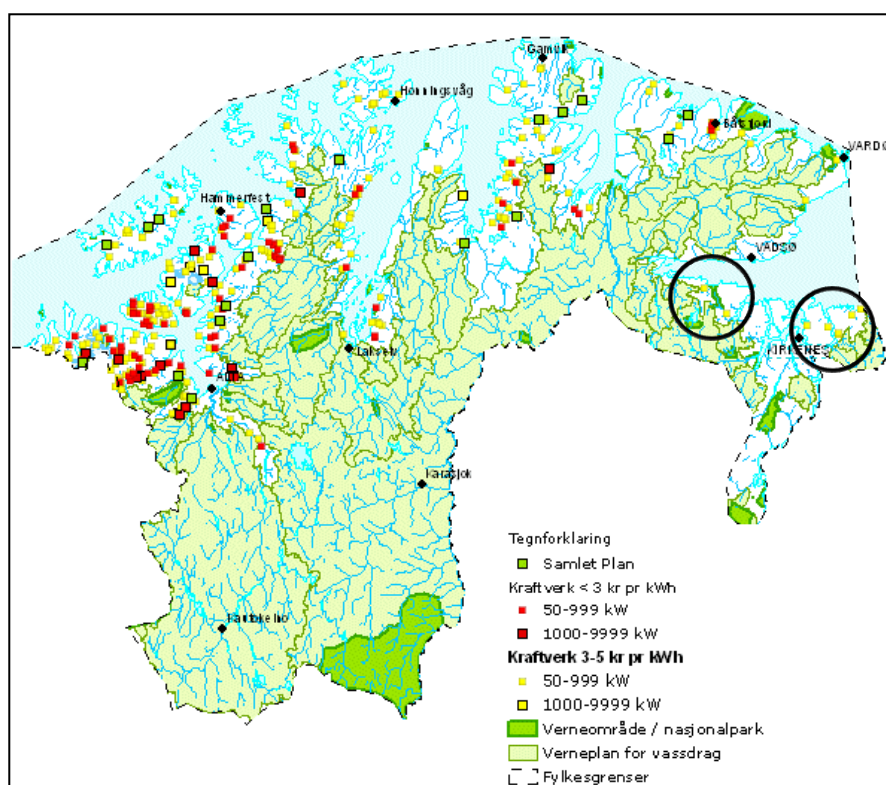 Gamvik
Honningsvåg
Båtsfjord
VARDØ
Hammerfest
VADSØ
Lakselv
KIRKENES
ALTA
Karasjok
Kautokeino
Tegnforklaring
Samlet Plan
Kraftverk < 3 kr pr kWh
50-999 kW
1000-9999 kW
Kraftverk 3-5 kr pr kWh
50-999 kW
1000-9999 kW
Verneområde / nasjonalpark
Verneplan for vassdrag
Fylkesgrenser